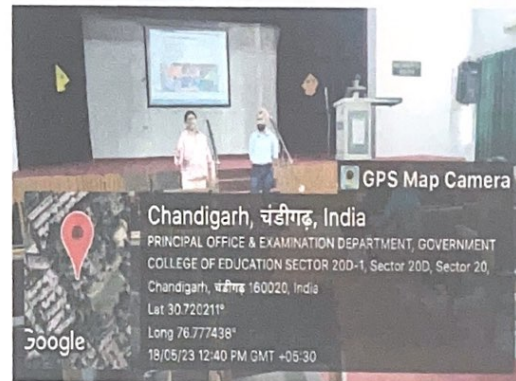 GPS Map Camera
Chandigarh, चंडीगढ़, India
PRINCIPAL OFFICE & EXAMINATION DEPARTMENT, GOVERNMENT
COLLEGE OF EDUCATION SECTOR 20D-1, Sector 20D, Sector 20,
Chandigarh, चंडीगढ़ 160020, India
Lat 30.720211°
Long 76.777438°
18/05/23 12:40 PM GMT +05:30
Google